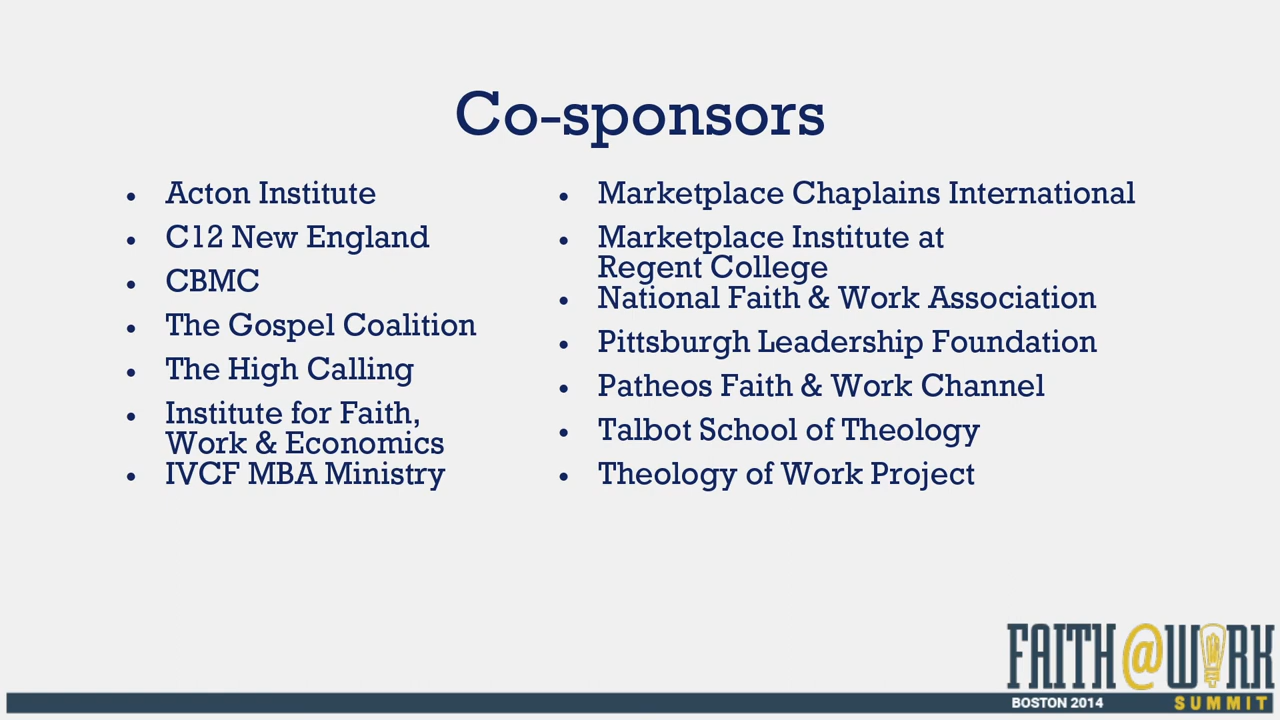 Co-sponsors
• Acton Institute
• C12 New England
• CBMC
• The Gospel Coalition
• The High Calling
• Institute for Faith,
Work & Economics
• IVCF MBA Ministry
• Marketplace Chaplains International
• Marketplace Institute at
Regent College
• National Faith & Work Association
• Pittsburgh Leadership Foundation
• Patheos Faith & Work Channel
• Talbot School of Theology
• Theology of Work Project
FAITH@WORK
BOSTON 2014 SUMMIT